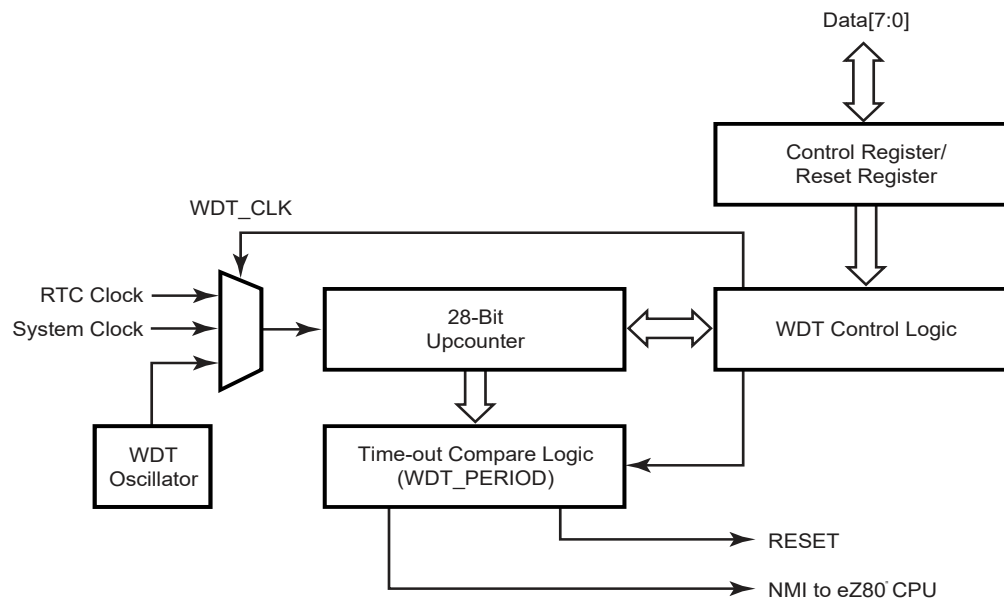 Data[7:0]
Control Register/
Reset Register
WDT_CLK
RTC Clock
System Clock
28-Bit
Upcounter
WDT Control Logic
WDT
Oscillator
Time-out Compare Logic
(WDT_PERIOD)
RESET
NMI to eZ80 CPU